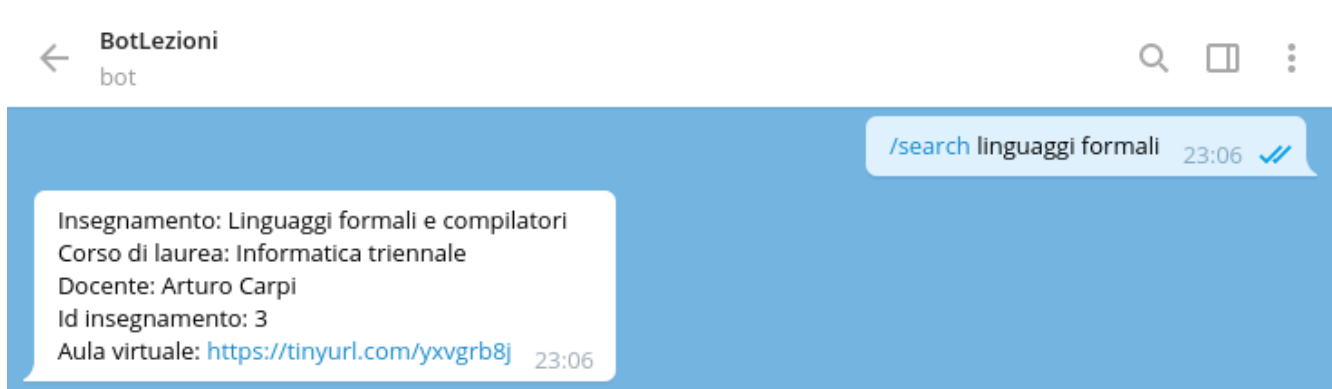 BotLezioni
bot
/search linguaggi formali 23:06
Insegnamento: Linguaggi formali e compilatori
Corso di laurea: Informatica triennale
Docente: Arturo Carpi
Id insegnamento: 3
Aula virtuale: https://tinyurl.com/yxvgrb8j 23:06